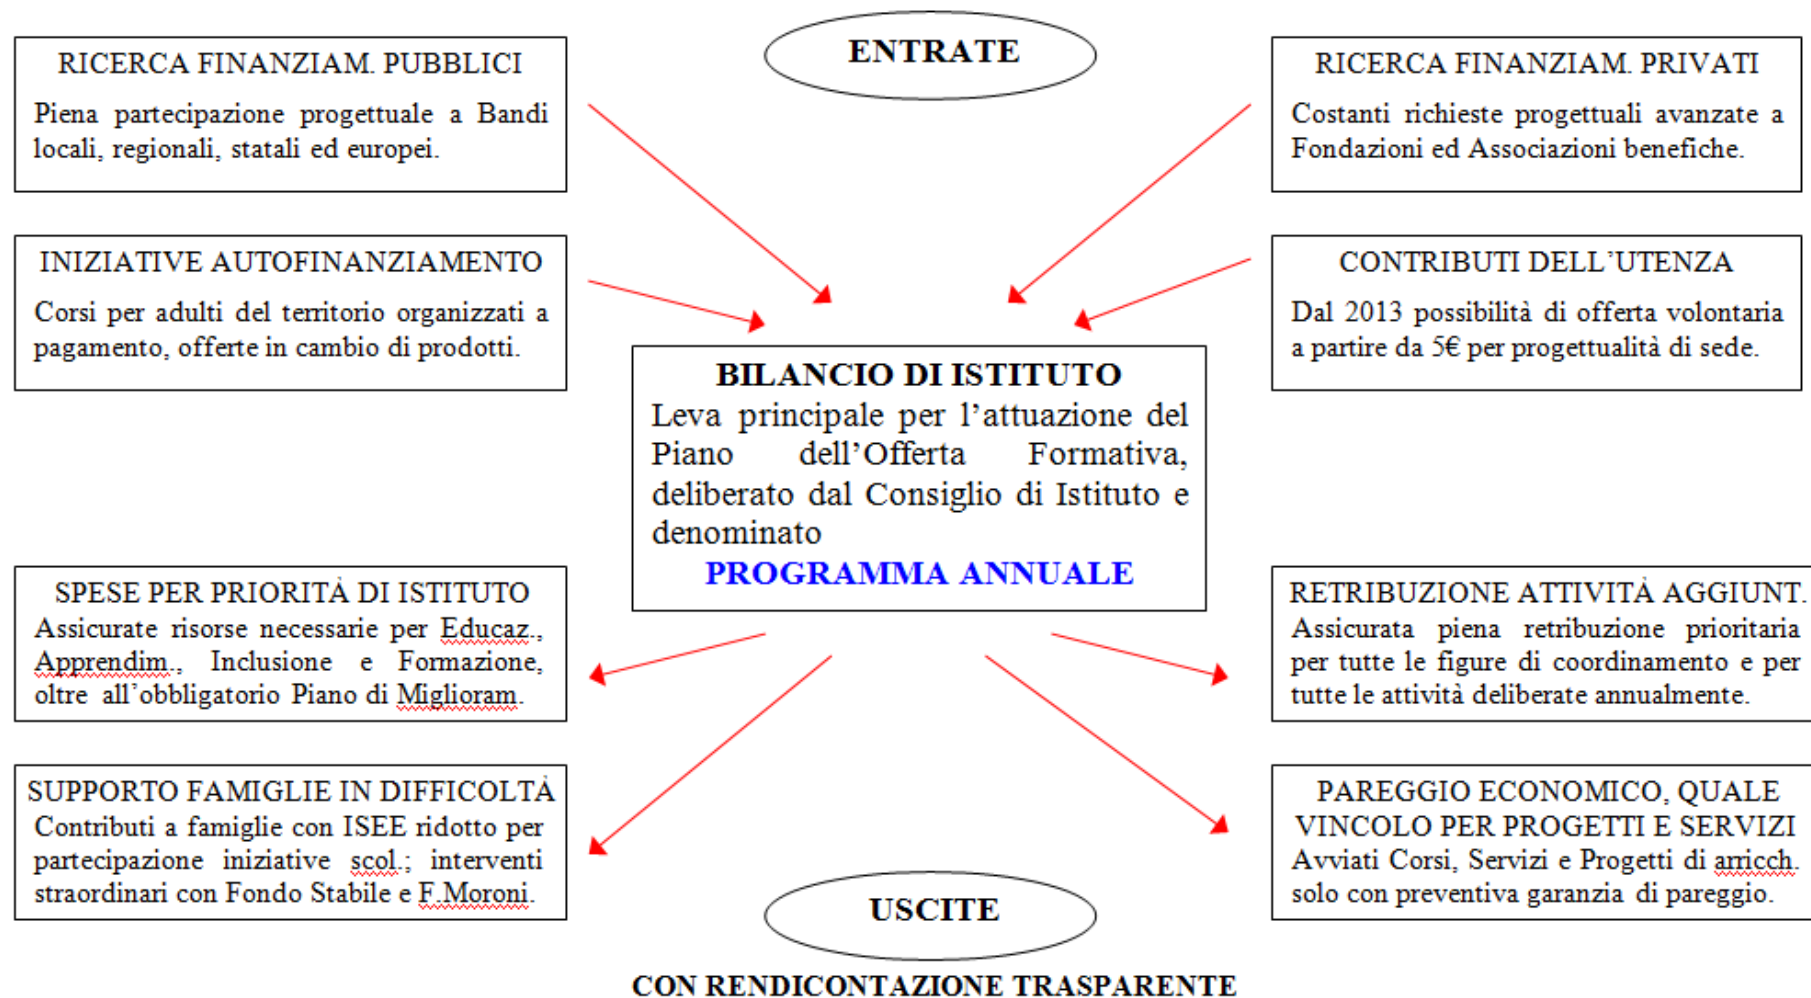 ENTRATE
RICERCA FINANZIAM. PUBBLICI
Piena partecipazione progettuale a Bandi
locali, regionali, statali ed europei.
RICERCA FINANZIAM. PRIVATI
Costanti richieste progettuali avanzate a
Fondazioni ed Associazioni benefiche.
INIZIATIVE AUTOFINANZIAMENTO
Corsi per adulti del territorio organizzati a
pagamento, offerte in cambio di prodotti.
CONTRIBUTI DELL’UTENZA
Dal 2013 possibilità di offerta volontaria
a partire da 5€ per progettualità di sede.
BILANCIO DI ISTITUTO
Leva principale per l’attuazione del
Piano dell’Offerta Formativa,
deliberato dal Consiglio di Istituto e
denominato
PROGRAMMA ANNUALE
SPESE PER PRIORITÀ DI ISTITUTO
Assicurate risorse necessarie per Educaz.,
Apprendim., Inclusione e Formazione,
oltre all’obbligatorio Piano di Miglioram.
RETRIBUZIONE ATTIVITÀ AGGIUNT.
Assicurata piena retribuzione prioritaria
per tutte le figure di coordinamento e per
tutte le attività deliberate annualmente.
SUPPORTO FAMIGLIE IN DIFFICOLTÀ
Contributi a famiglie con ISEE ridotto per
partecipazione iniziative scol.; interventi
straordinari con Fondo Stabile e F.Moroni.
PAREGGIO ECONOMICO, QUALE
VINCOLO PER PROGETTI E SERVIZI
Avviati Corsi, Servizi e Progetti di arricch.
solo con preventiva garanzia di pareggio.
USCITE
CON RENDICONTAZIONE TRASPARENTE